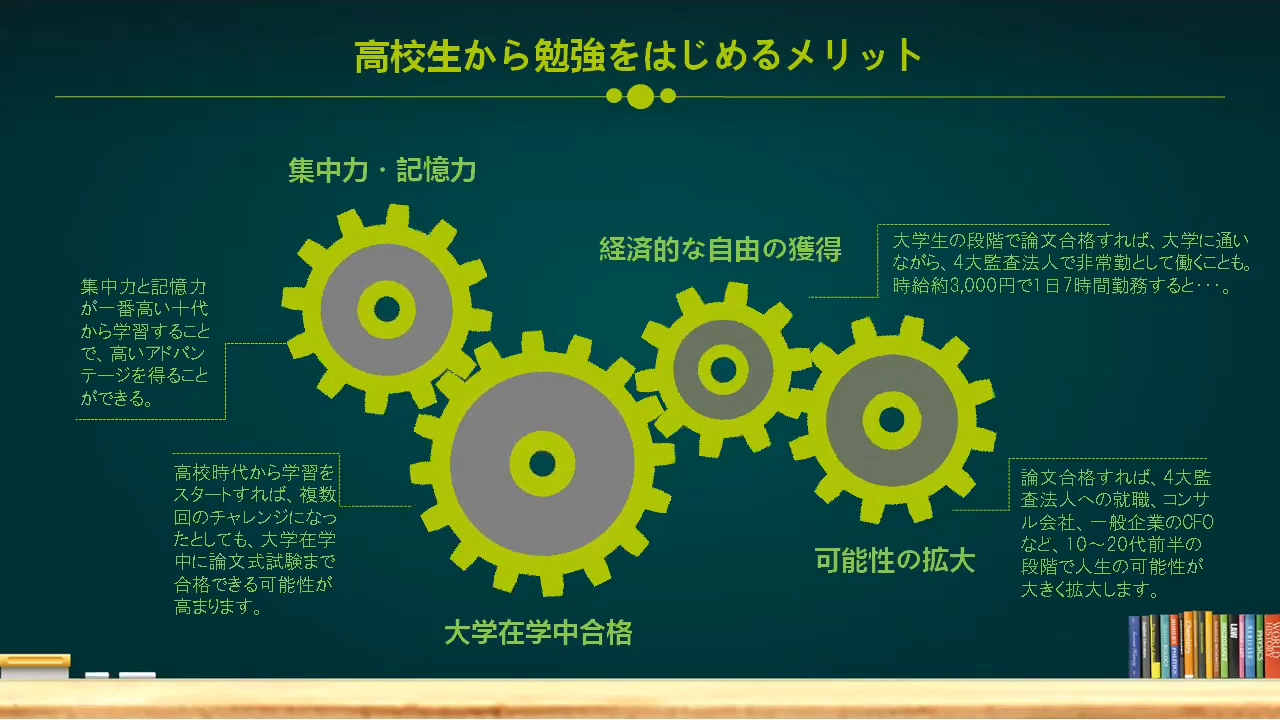 高校生から勉強をはじめるメリット
集中力・記憶力
集中力と記憶力
が一番高い十代
から学習すること
で、高いアドバン
テージを得ること
ができる。
高校時代から学習を
スタートすれば、複数
回のチャレンジになっ
たとしても、大学在学
中に論文式試験まで
合格できる可能性が
高まります。
大学在学中合格
経済的な自由の獲得
大学生の段階で論文合格すれば、大学に通い
ながら、4大監査法人で非常勤として働くことも。
時給約3,000円で1日7時間勤務すると・・・。
可能性の拡大
論文合格すれば、4大監
査法人への就職、コンサ
ル会社、一般企業のCFO
など、10～20代前半の
段階で人生の可能性が
大きく拡大します。
LAW
PHYSICS
WORLD
HISTORY